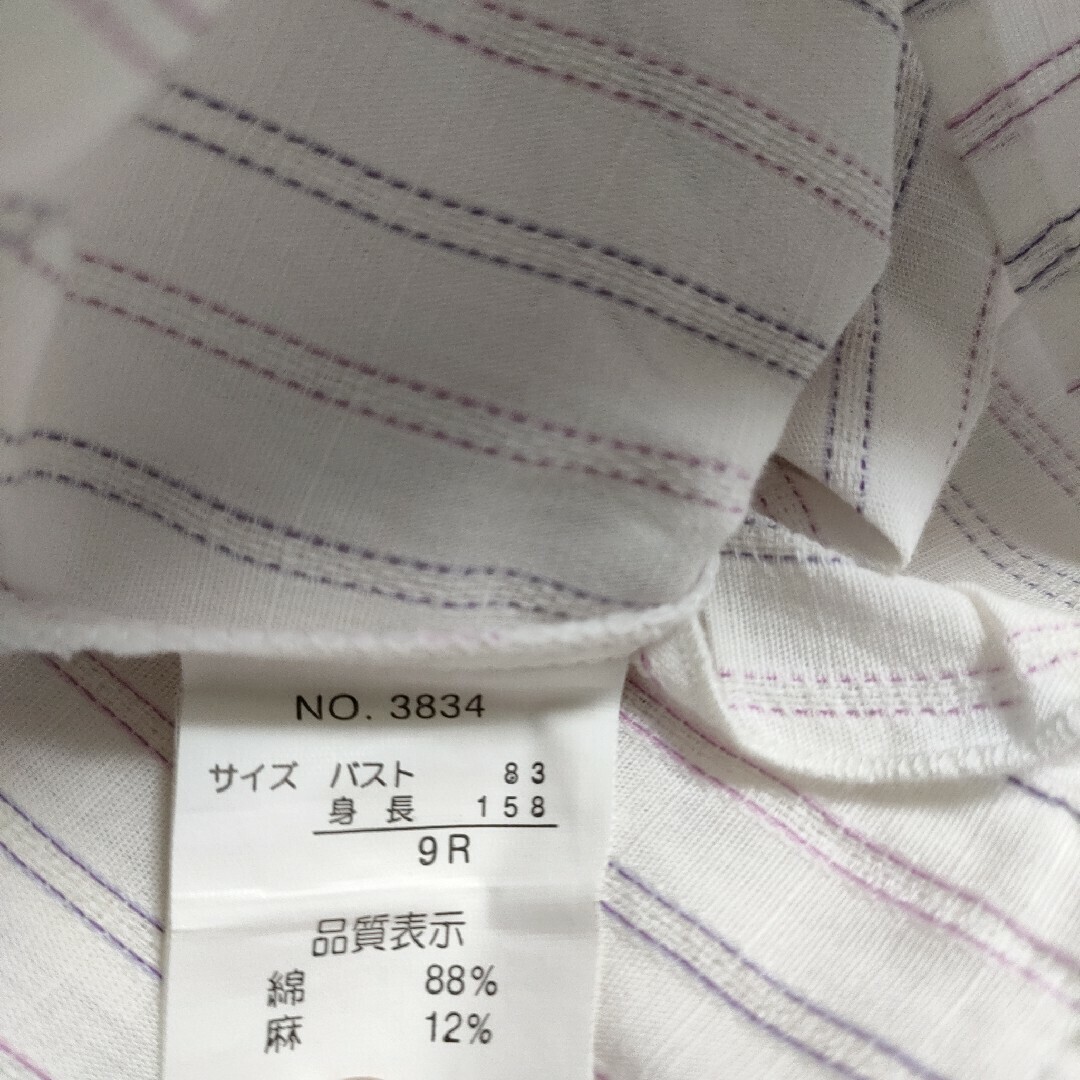 NO. 3834
サイズ バスト 83
身長 158
9R
品質表示
綿 88%
麻 12%